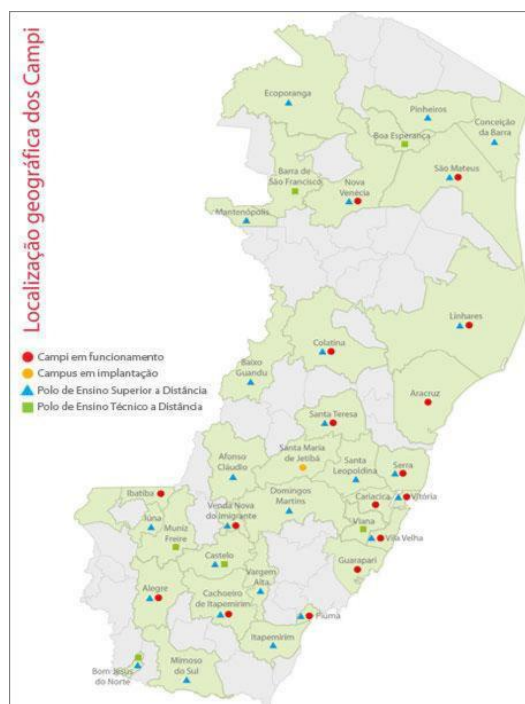 Localização geográfica dos Campi
Ecoporanga
Pinheiros
Conceição
da Barra
Boa Esperança
Barra de
São Francisco
Nova
Venécia
São Mateus
Mantenópolis
Linhares
Colatina
Baixo
Guandu
Campi em funcionamento
Campus em implantação
Polo de Ensino Superior a Distância
Polo de Ensino Técnico a Distância
Aracruz
Santa Teresa
Santa Maria
de Jetibá
Afonso
Cláudio
Santa
Leopoldina
Serra
Ibatiba
Venda Nova
do Imigrante
Domingos
Martins
Cariacica
Vitória
Iúna
Muniz
Freire
Viana
Vila Velha
Castelo
Vargem
Alta
Guarapari
Alegre
Cachoeiro
de Itapemirim
Piúma
Itapemirim
Bom Jesus
do Norte
Mimoso
do Sul